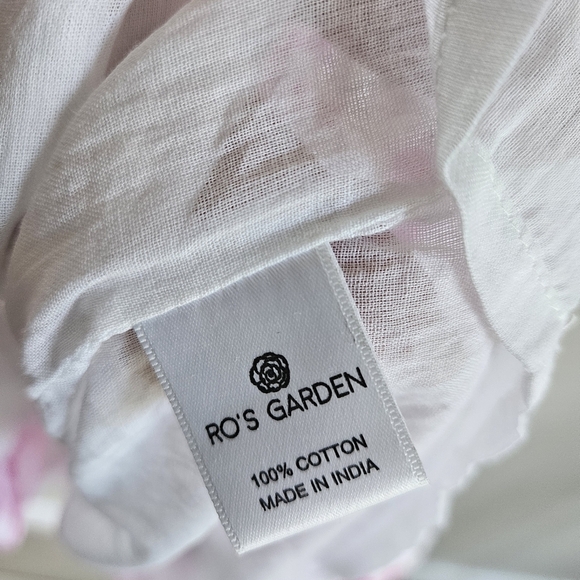 RO'S GARDEN
100% COTTON
MADE IN INDIA